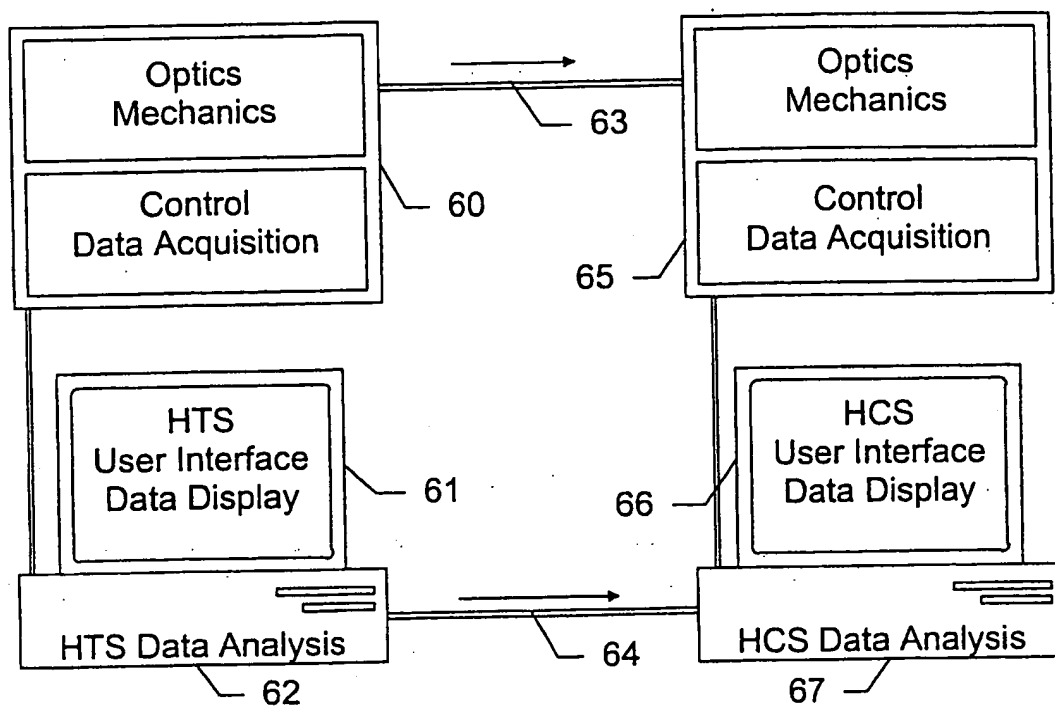 Optics
Mechanics
Control
Data Acquisition
60
63
Optics
Mechanics
Control
Data Acquisition
65
HTS
User Interface
Data Display
61
HTS Data Analysis
62
64
HCS
User Interface
Data Display
66
HCS Data Analysis
67